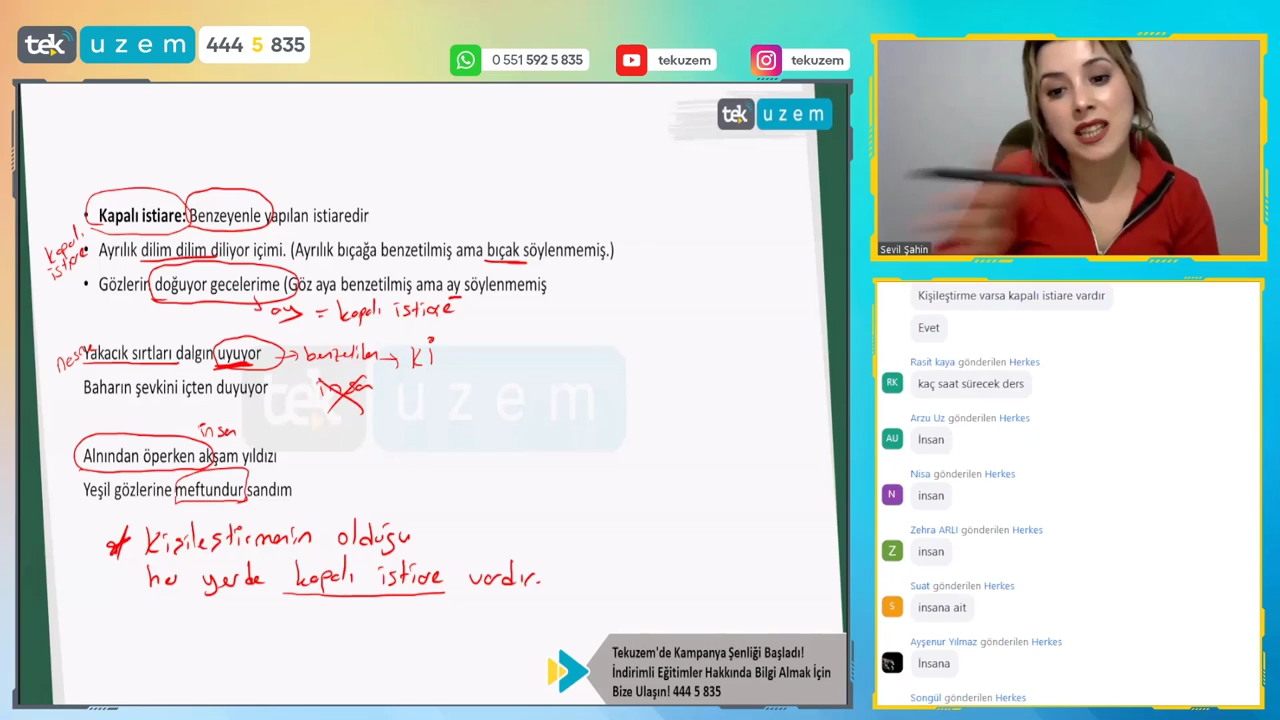 tek uzem 444 5 835
0 551 592 5 835
tekuzem
tekuzem
tek uzem
• Kapalı istiare: Benzeyenle yapılan istiaredir
kapalı istiare
• Ayrılık dilim dilim diliyor içimi. (Ayrılık bıçağa benzetilmiş ama bıçak söylenmemiş.)
• Gözlerin doğuyor gecelerime (Göz aya benzetilmiş ama ay söylenmemiş
ay = kapalı istiare
Yakacık sırtları dalgın uyuyor → benzetilen → Kİ
Baharın şevkini içten duyuyor
tek uzem
insan
Alnından öperken akşam yıldızı
Yeşil gözlerine meftundur sandım
* Kişileştirmenin olduğu
her yerde kapalı istiare vardır.
Tekuzem'de Kampanya Şenliği Başladı!
İndirimli Eğitimler Hakkında Bilgi Almak İçin
Bize Ulaşın! 444 5 835
Sevil Şahin
Kişileştirme varsa kapalı istiare vardır
Evet
Rasit kaya gönderilen Herkes
RK kaç saat sürecek ders
Arzu Uz gönderilen Herkes
AU İnsan
Nisa gönderilen Herkes
N insan
Zehra ARLI gönderilen Herkes
Z insan
Suat gönderilen Herkes
S insana ait
Ayşenur Yılmaz gönderilen Herkes
İnsana
Songül gönderilen Herkes